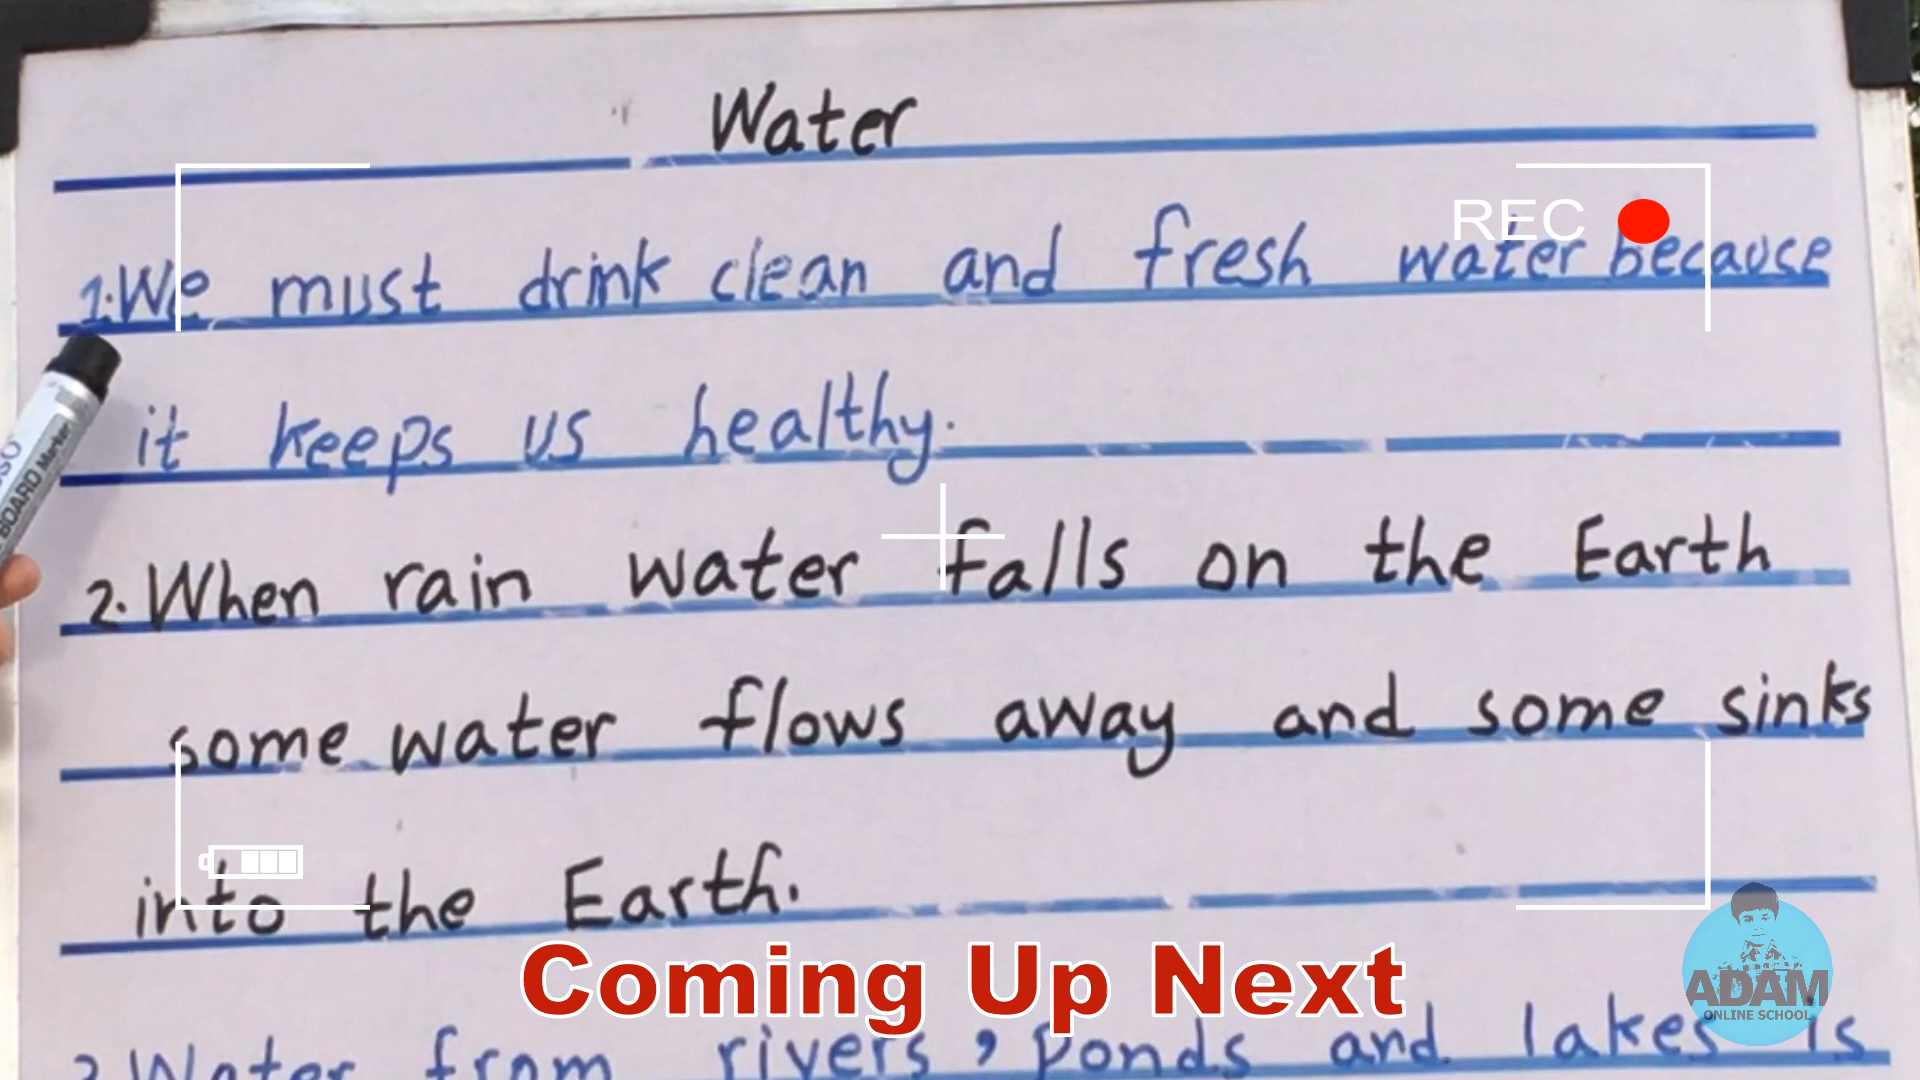 Water
REC
1. We must drink clean and fresh water because
it keeps us healthy.
2. When rain water falls on the Earth
some water flows away and some sinks
into the Earth.
Coming Up Next
3 Water from rivers, ponds and lakes is
BOARD Marker
ADAM
ONLINE SCHOOL